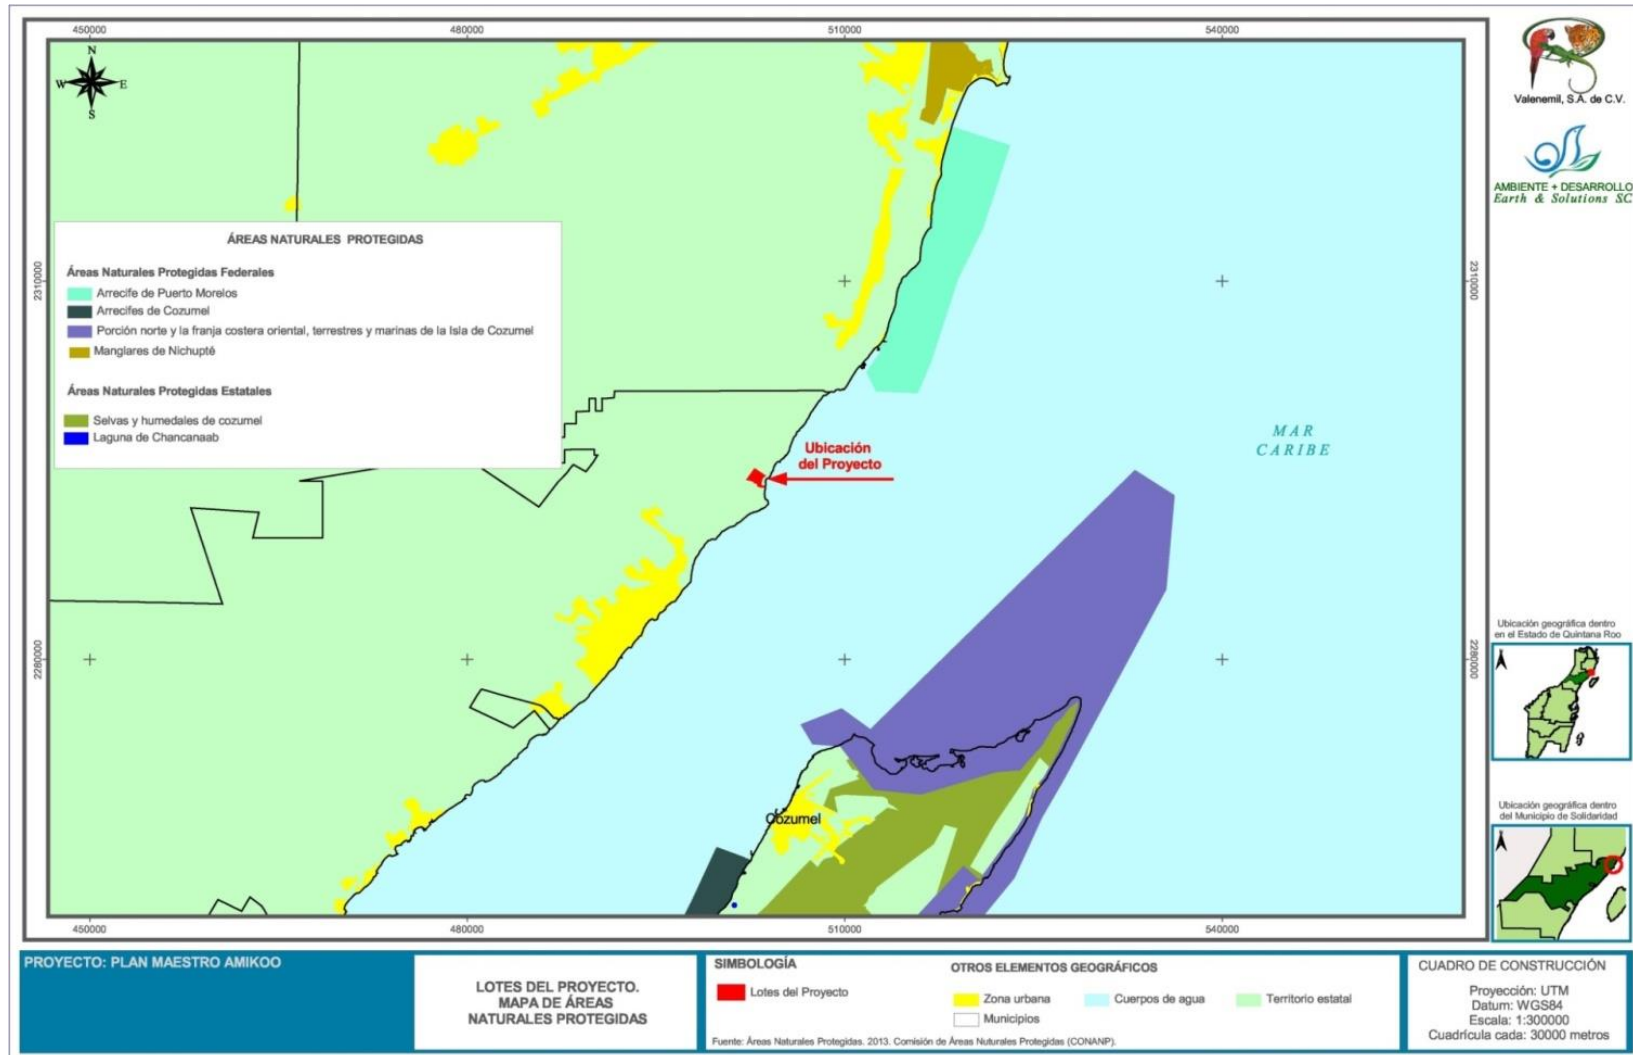 450000
480000
510000
540000
N
W E
S
2310000
2280000
2310000
2280000
ÁREAS NATURALES PROTEGIDAS
Áreas Naturales Protegidas Federales
Arrecife de Puerto Morelos
Arrecifes de Cozumel
Porción norte y la franja costera oriental, terrestres y marinas de la Isla de Cozumel
Manglares de Nichupté
Áreas Naturales Protegidas Estatales
Selvas y humedales de cozumel
Laguna de Chancanaab
Ubicación
del Proyecto
MAR
CARIBE
Cozumel
450000
480000
510000
540000
Valenemil, S.A. de C.V.
AMBIENTE + DESARROLLO
Earth & Solutions SC
Ubicación geográfica dentro
en el Estado de Quintana Roo
Ubicación geográfica dentro
del Municipio de Solidaridad
PROYECTO: PLAN MAESTRO AMIKOO
LOTES DEL PROYECTO.
MAPA DE ÁREAS
NATURALES PROTEGIDAS
SIMBOLOGÍA
Lotes del Proyecto
OTROS ELEMENTOS GEOGRÁFICOS
Zona urbana
Cuerpos de agua
Territorio estatal
Municipios
Fuente: Áreas Naturales Protegidas. 2013. Comisión de Áreas Nuturales Protegidas (CONANP).
CUADRO DE CONSTRUCCIÓN
Proyección: UTM
Datum: WGS84
Escala: 1:300000
Cuadrícula cada: 30000 metros